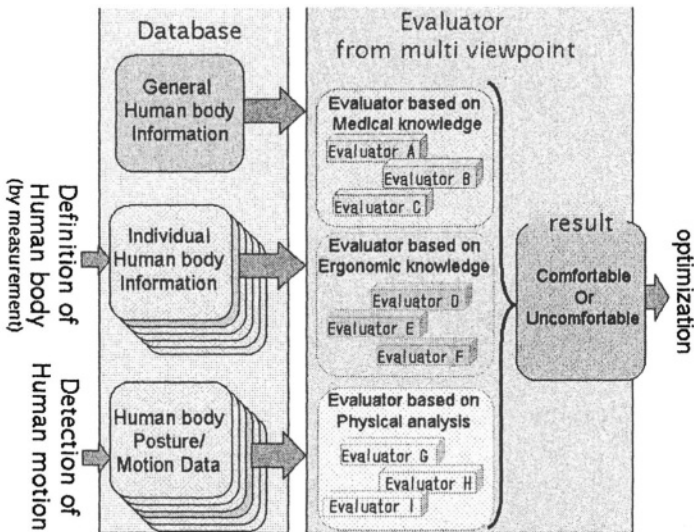 Database
Evaluator
from multi viewpoint
General
Human body
Information
Evaluator based on
Medical knowledge
Evaluator A
Evaluator B
Evaluator C
Definition of
Human body
(by measurement)
Individual
Human body
Information
Evaluator based on
Ergonomic knowledge
Evaluator D
Evaluator E
Evaluator F
Detection of
Human motion
Human body
Posture/
Motion Data
Evaluator based on
Physical analysis
Evaluator G
Evaluator H
Evaluator I
result
Comfortable
Or
Uncomfortable
optimization